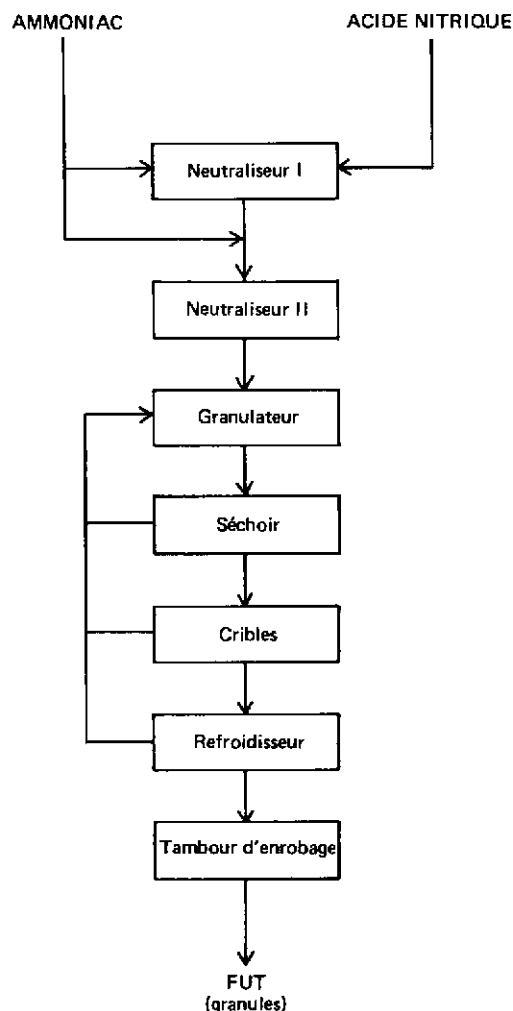 AMMONIAC
ACIDE NITRIQUE
Neutraliseur I
Neutraliseur II
Granulateur
Séchoir
Cribles
Refroidisseur
Tambour d'enrobage
FUT
(granules)